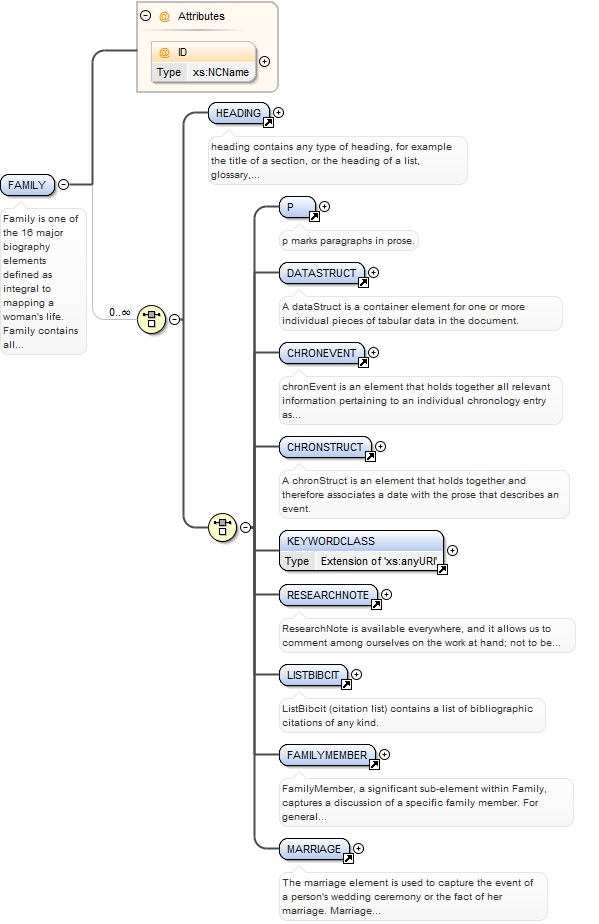 @ Attributes
@ ID
Type xs:NCName
HEADING
heading contains any type of heading, for example
the title of a section, or the heading of a list,
glossary,...
FAMILY
Family is one of
the 16 major
biography
elements
defined as
integral to
mapping a
woman's life.
Family contains
all...
0..∞
P
p marks paragraphs in prose.
DATASTRUCT
A dataStruct is a container element for one or more
individual pieces of tabular data in the document.
CHRONEVENT
chronEvent is an element that holds together all relevant
information pertaining to an individual chronology entry
as...
CHRONSTRUCT
A chronStruct is an element that holds together and
therefore associates a date with the prose that describes an
event.
KEYWORDCLASS
Type Extension of 'xs:anyURI'
RESEARCHNOTE
ResearchNote is available everywhere, and it allows us to
comment among ourselves on the work at hand; not to be...
LISTBIBCIT
ListBibcit (citation list) contains a list of bibliographic
citations of any kind.
FAMILYMEMBER
FamilyMember, a significant sub-element within Family,
captures a discussion of a specific family member. For
general...
MARRIAGE
The marriage element is used to capture the event of
a person's wedding ceremony or the fact of her
marriage. Marriage...